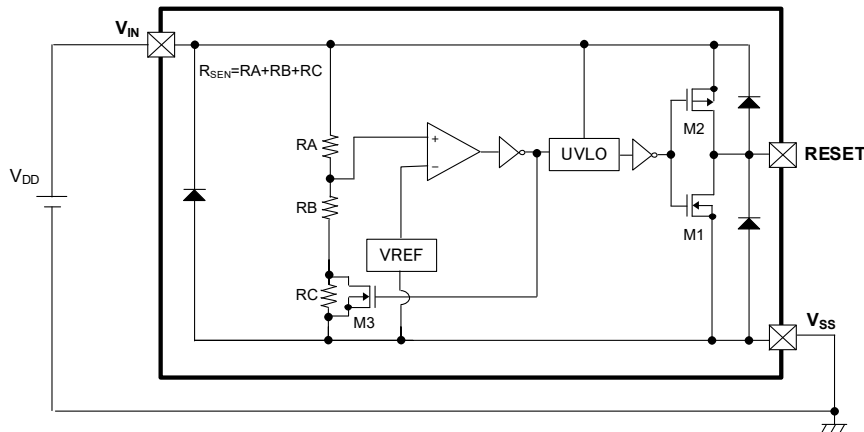 VIN
RSEN=RA+RB+RC
M2
RA
+
−
UVLO
RESET
VDD
RB
M1
VREF
RC
M3
VSS